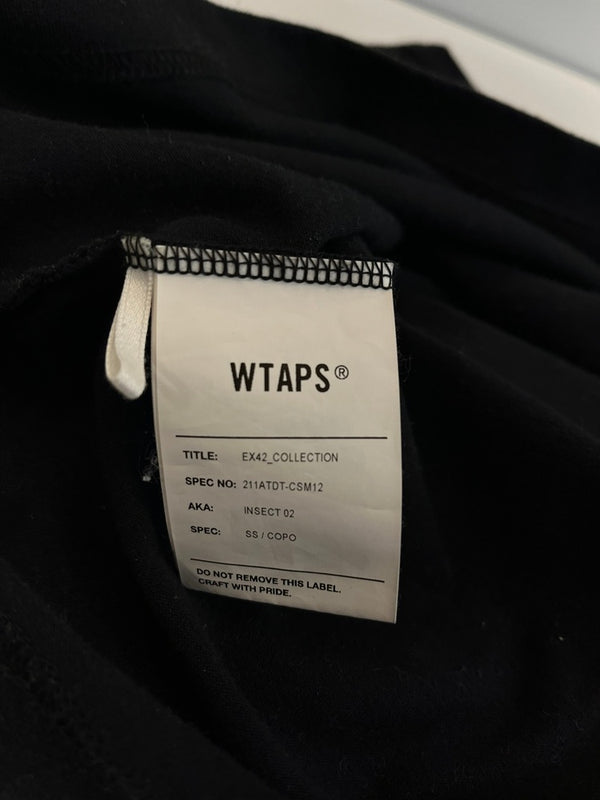 WTAPS®
TITLE: EX42_COLLECTION
SPEC NO: 211ATDT-CSM12
AKA: INSECT 02
SPEC: SS / COPO
DO NOT REMOVE THIS LABEL.
CRAFT WITH PRIDE.